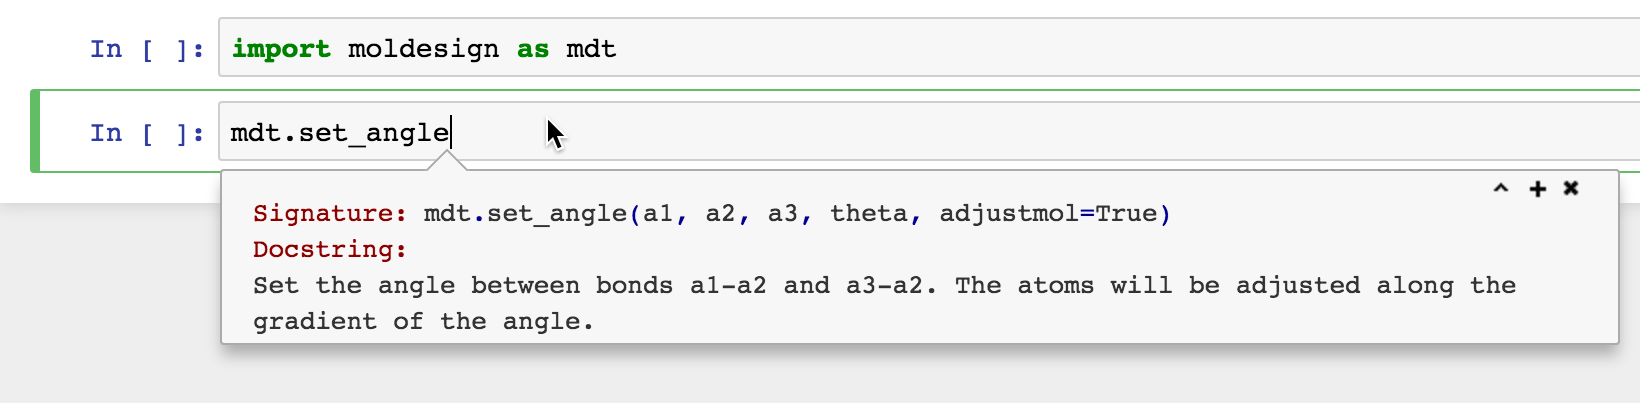 In [ ]: import moldesign as mdt
In [ ]: mdt.set_angle
Signature: mdt.set_angle(a1, a2, a3, theta, adjustmol=True)
Docstring:
Set the angle between bonds a1-a2 and a3-a2. The atoms will be adjusted along the
gradient of the angle.